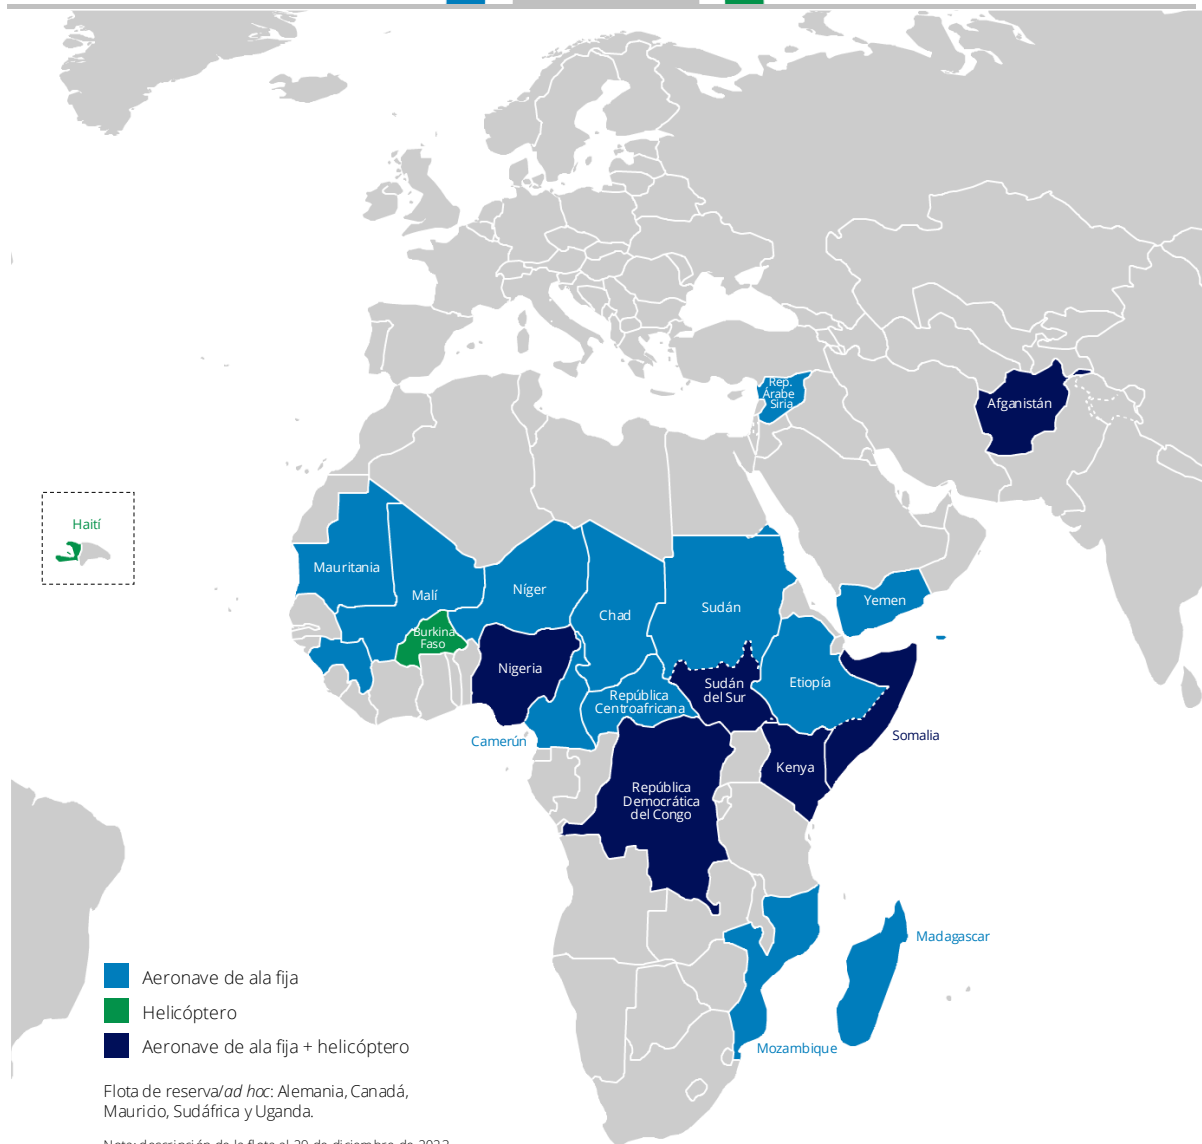 Rep.
Árabe
Siria
Afganistán
Haití
Mauritania
Malí
Níger
Chad
Sudán
Yemen
Burkina
Faso
Nigeria
Sudán
del Sur
Etiopía
República
Centroafricana
Camerún
Somalia
Kenya
República
Democrática
del Congo
Madagascar
Mozambique
Aeronave de ala fija
Helicóptero
Aeronave de ala fija + helicóptero
Flota de reserva/ad hoc: Alemania, Canadá,
Mauricio, Sudáfrica y Uganda.